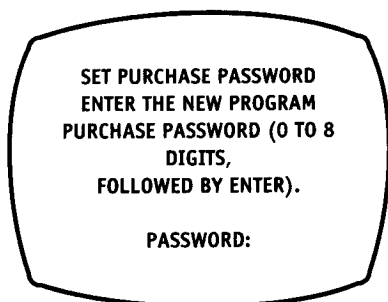 SET PURCHASE PASSWORD
ENTER THE NEW PROGRAM
PURCHASE PASSWORD (0 TO 8
DIGITS,
FOLLOWED BY ENTER).
PASSWORD: